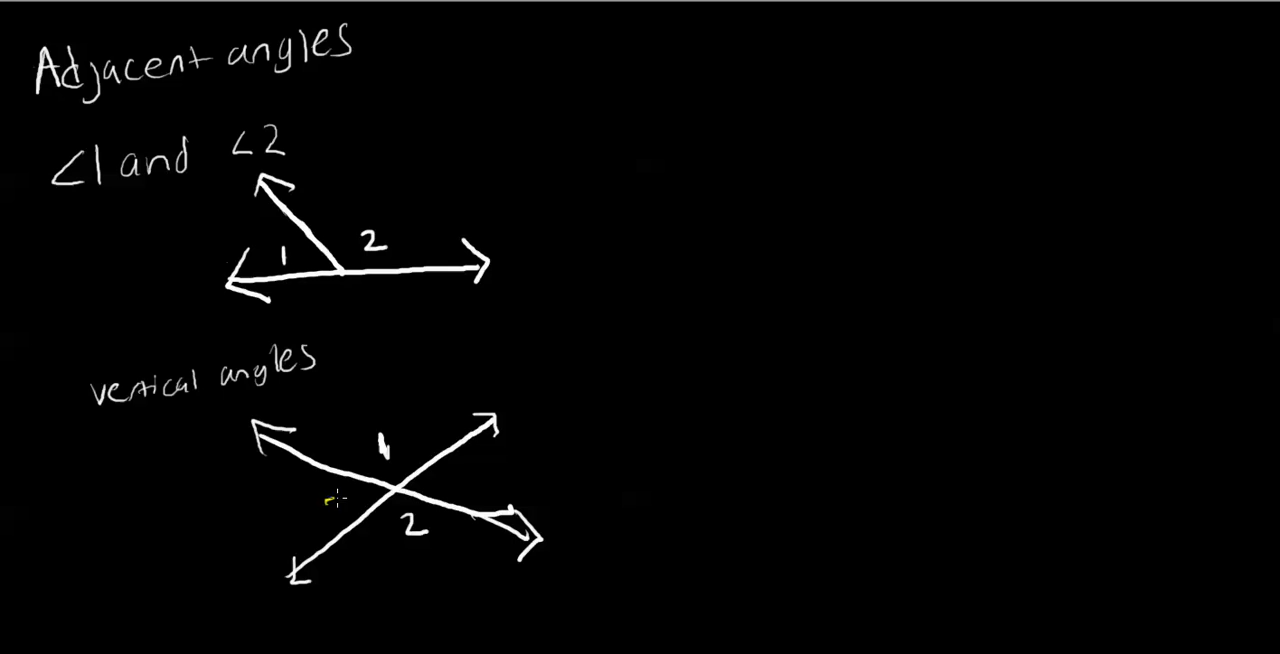 Adjacent angles
∠1 and ∠2
1 2
vertical angles
1
2